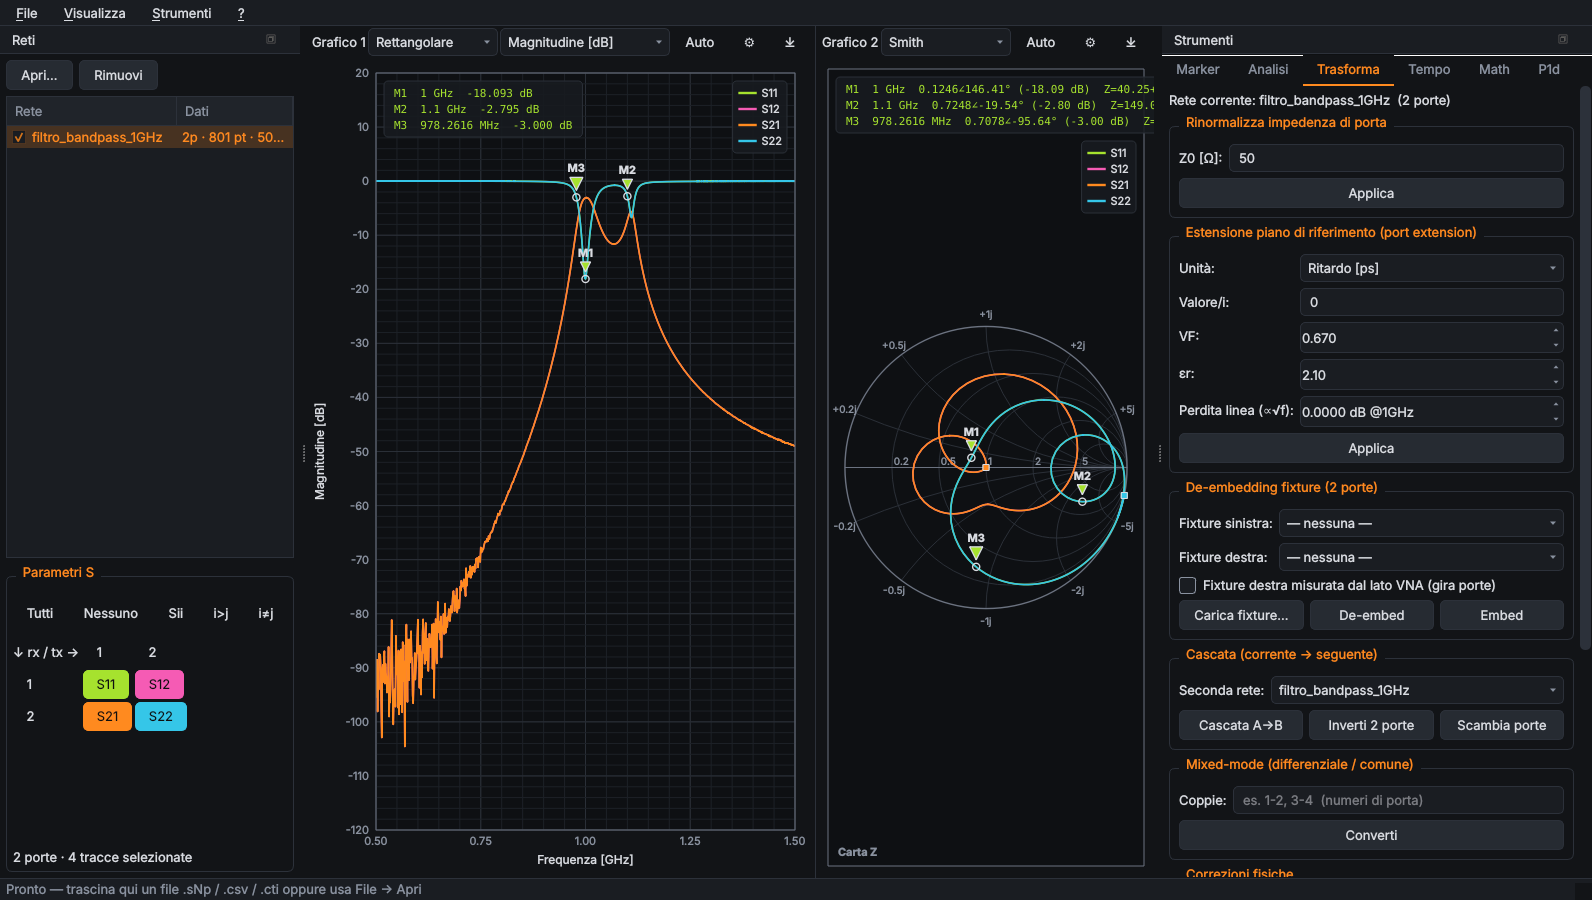 File Visualizza Strumenti ?
Reti
Apri... Rimuovi
Rete Dati
filtro_bandpass_1GHz 2p · 801 pt · 50...
Parametri S
Tutti Nessuno Sii i>j i≠j
↓ rx / tx → 1 2
1 S11 S12
2 S21 S22
2 porte · 4 tracce selezionate
Grafico 1 Rettangolare Magnitudine [dB] Auto
M1 1 GHz -18.093 dB
M2 1.1 GHz -2.795 dB
M3 978.2616 MHz -3.000 dB
S11
S12
S21
S22
20
10
0
-10
-20
-30
-40
-50
-60
-70
-80
-90
-100
-110
-120
M3 M2
M1
Magnitudine [dB]
0.50 0.75 1.00 1.25 1.50
Frequenza [GHz]
Grafico 2 Smith Auto
M1 1 GHz 0.1246∠146.41° (-18.09 dB) Z=40.25+
M2 1.1 GHz 0.7248∠-19.54° (-2.80 dB) Z=149.0
M3 978.2616 MHz 0.7078∠-95.64° (-3.00 dB) Z=
S11
S12
S21
S22
+1j
+0.5j +2j
+0.2j +5j
M1
0.2 0.5 1 2 5
M2
-0.2j -5j
M3
-0.5j -2j
-1j
Carta Z
Strumenti
Marker Analisi Trasforma Tempo Math P1d
Rete corrente: filtro_bandpass_1GHz (2 porte)
Rinormalizza impedenza di porta
Z0 [Ω]: 50
Applica
Estensione piano di riferimento (port extension)
Unità: Ritardo [ps]
Valore/i: 0
VF: 0.670
εr: 2.10
Perdita linea (∝√f): 0.0000 dB @1GHz
Applica
De-embedding fixture (2 porte)
Fixture sinistra: — nessuna —
Fixture destra: — nessuna —
Fixture destra misurata dal lato VNA (gira porte)
Carica fixture... De-embed Embed
Cascata (corrente → seguente)
Seconda rete: filtro_bandpass_1GHz
Cascata A→B Inverti 2 porte Scambia porte
Mixed-mode (differenziale / comune)
Coppie: es. 1-2, 3-4 (numeri di porta)
Converti
Correzioni fisiche
Pronto — trascina qui un file .sNp / .csv / .cti oppure usa File → Apri